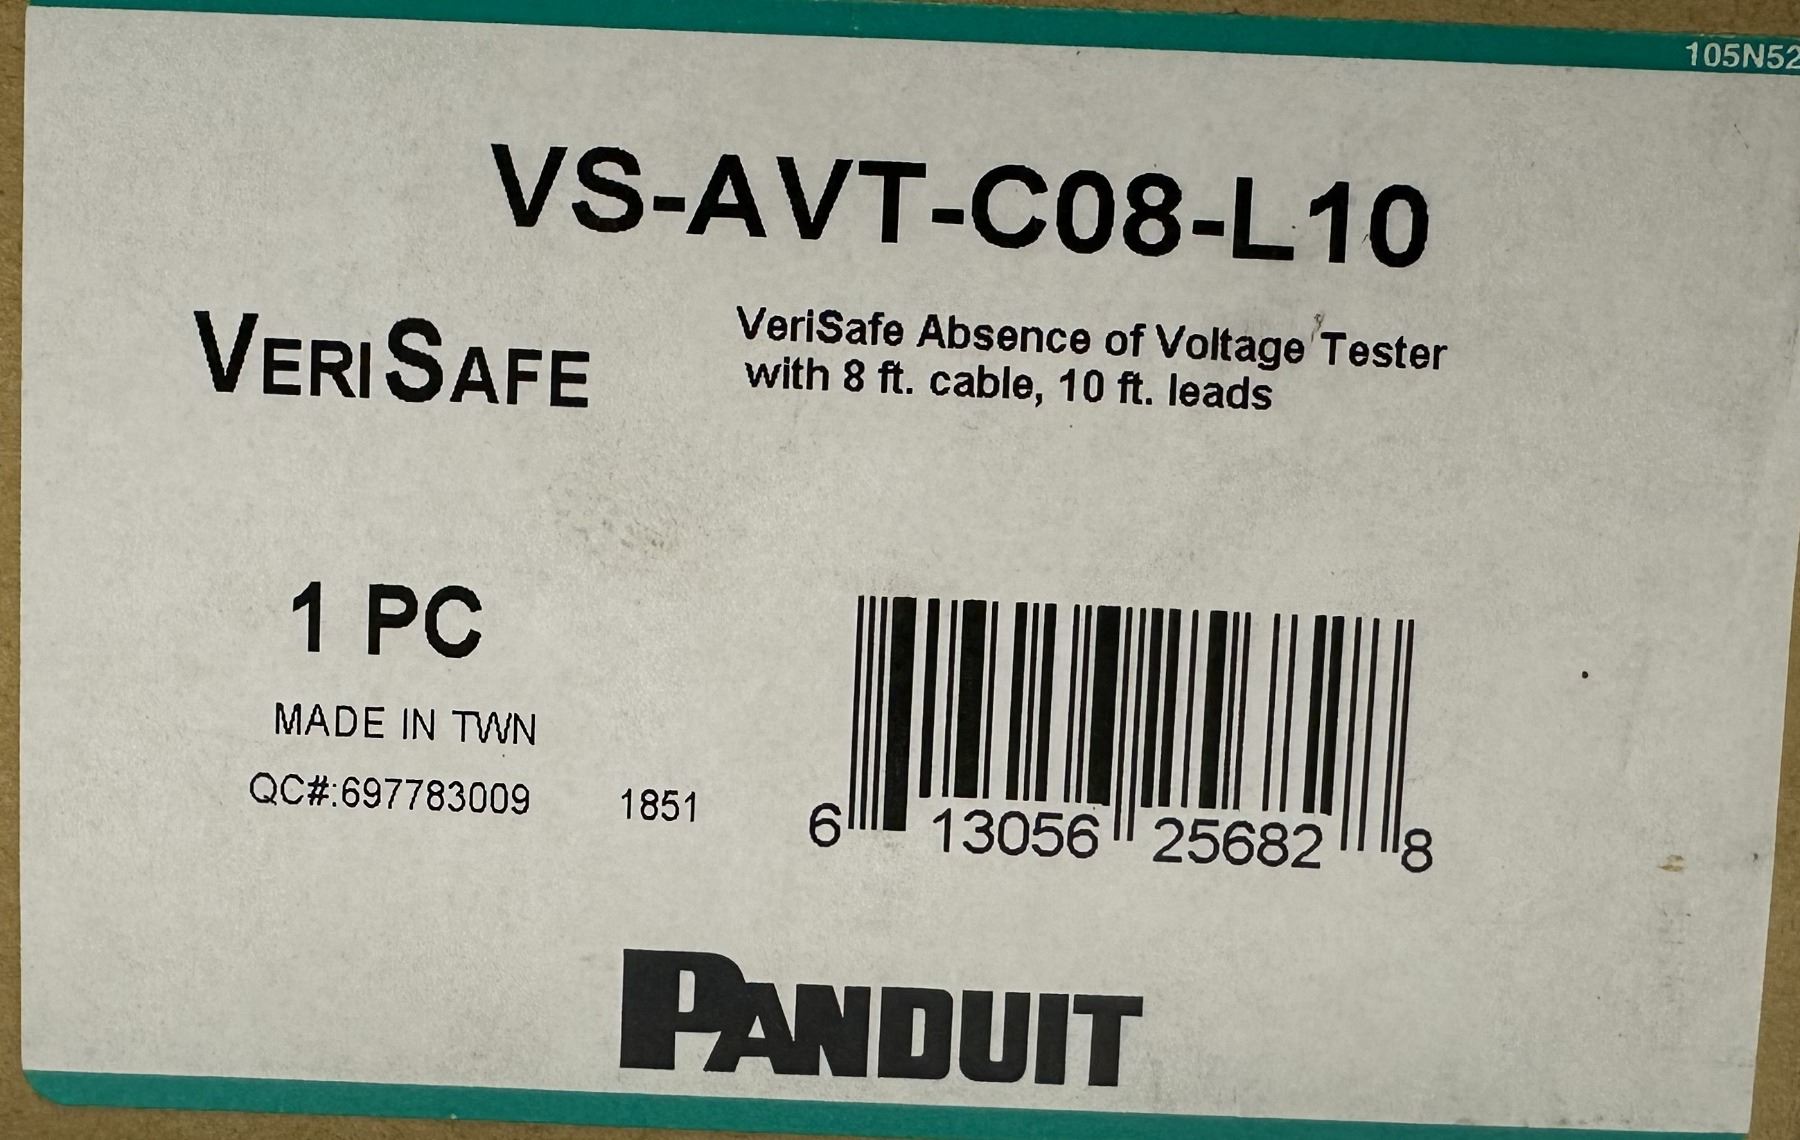 105N52
VS-AVT-C08-L10
VERISAFE
VeriSafe Absence of Voltage Tester
with 8 ft. cable, 10 ft. leads
1 PC
MADE IN TWN
QC#:697783009 1851
6 13056 25682 8
PANDUIT